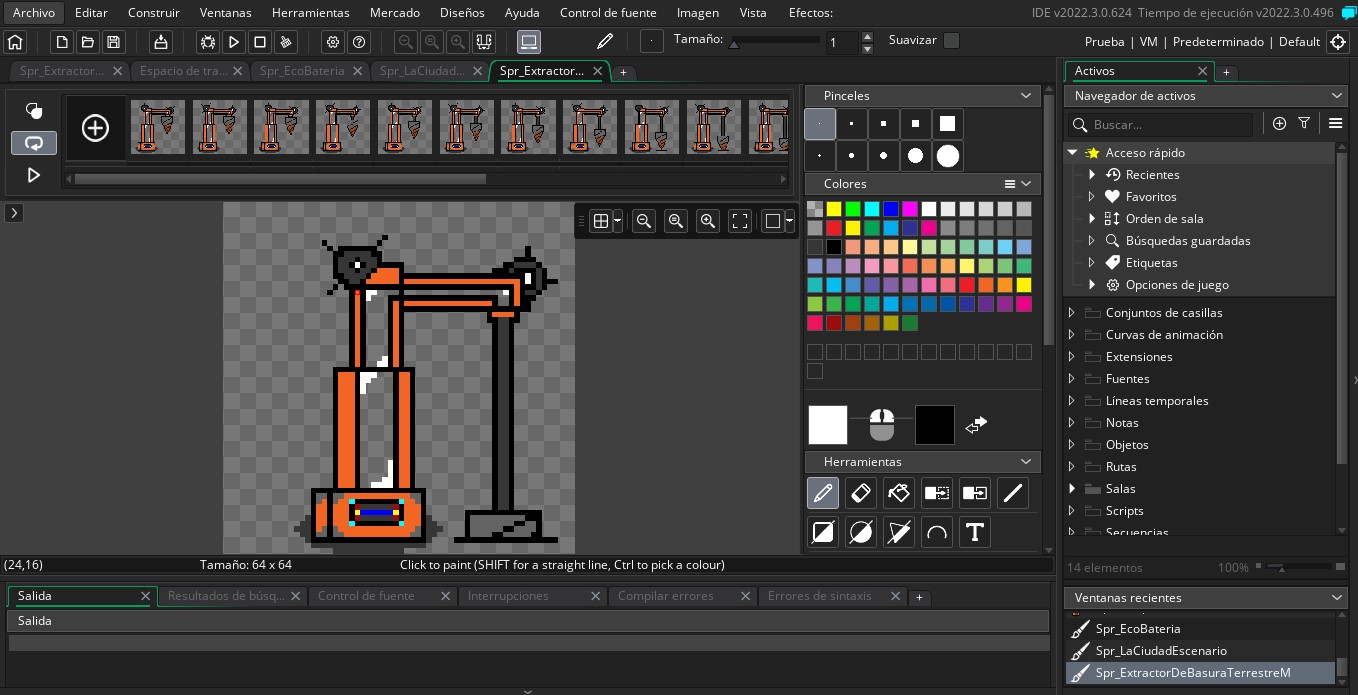 Archivo Editar Construir Ventanas Herramientas Mercado Diseños Ayuda Control de fuente Imagen Vista Efectos: IDE v2022.3.0.624 Tiempo de ejecución v2022.3.0.496
Tamaño: 1 Suavizar Prueba | VM | Predeterminado | Default
Spr_Extractor... Espacio de tra... Spr_EcoBateria Spr_LaCiudad... Spr_Extractor...
Activos
Pinceles
Navegador de activos
Buscar...
Acceso rápido
Recientes
Favoritos
Orden de sala
Búsquedas guardadas
Etiquetas
Opciones de juego
Colores
Conjuntos de casillas
Curvas de animación
Extensiones
Fuentes
Líneas temporales
Notas
Objetos
Rutas
Salas
Scripts
Secuencias
Herramientas
T
(24,16) Tamaño: 64 x 64 Click to paint (SHIFT for a straight line, Ctrl to pick a colour)
14 elementos 100%
Salida Resultados de búsq... Control de fuente Interrupciones Compilar errores Errores de sintaxis
Salida
Ventanas recientes
Spr_EcoBateria
Spr_LaCiudadEscenario
Spr_ExtractorDeBasuraTerrestreM